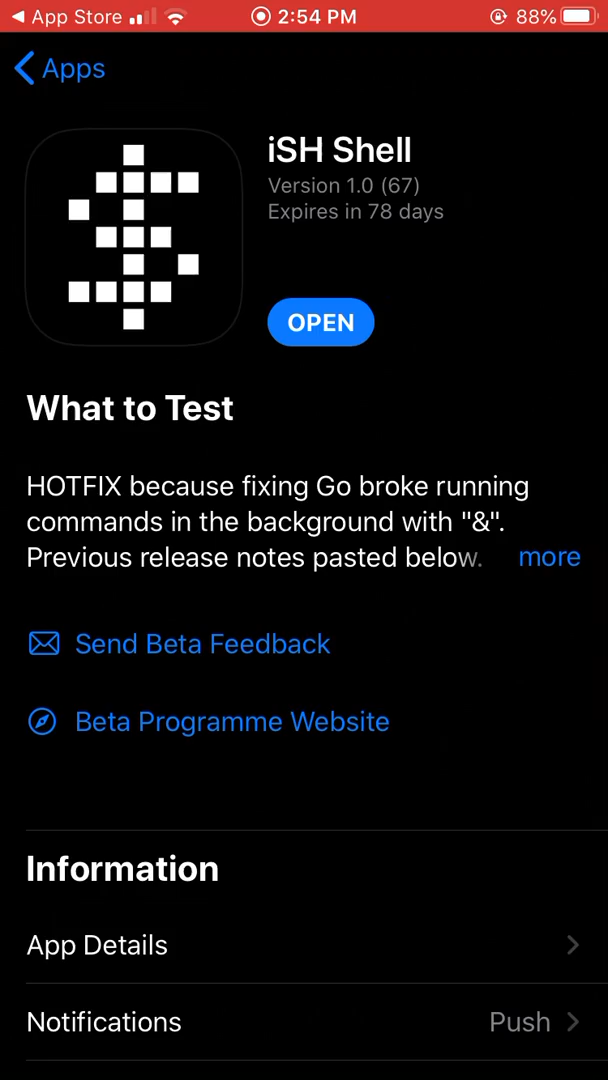 App Store 2:54 PM 88%
Apps
iSH Shell
Version 1.0 (67)
Expires in 78 days
OPEN
What to Test
HOTFIX because fixing Go broke running
commands in the background with "&".
Previous release notes pasted below. more
Send Beta Feedback
Beta Programme Website
Information
App Details
Notifications Push